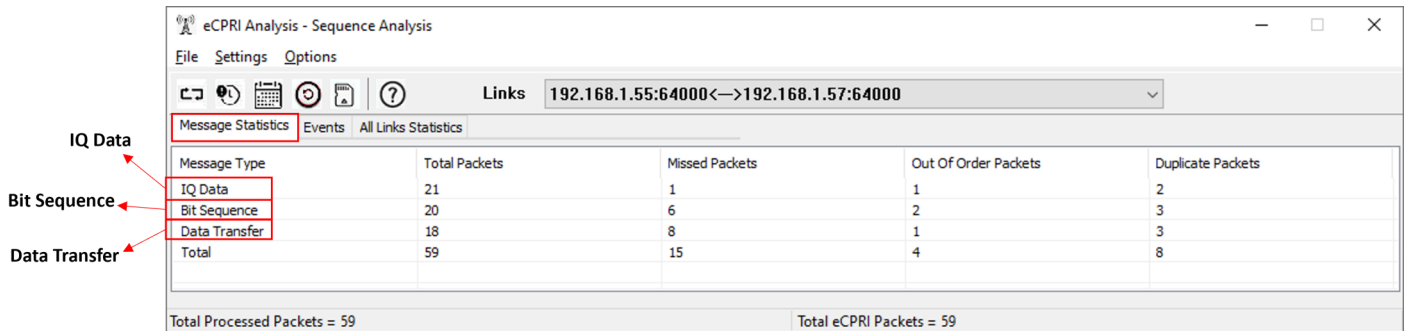 eCPRI Analysis - Sequence Analysis
File Settings Options
Links 192.168.1.55:64000<--->192.168.1.57:64000
Message Statistics Events All Links Statistics
IQ Data
Message Type Total Packets Missed Packets Out Of Order Packets Duplicate Packets
IQ Data 21 1 1 2
Bit Sequence
Bit Sequence 20 6 2 3
Data Transfer 18 8 1 3
Data Transfer
Total 59 15 4 8
Total Processed Packets = 59 Total eCPRI Packets = 59